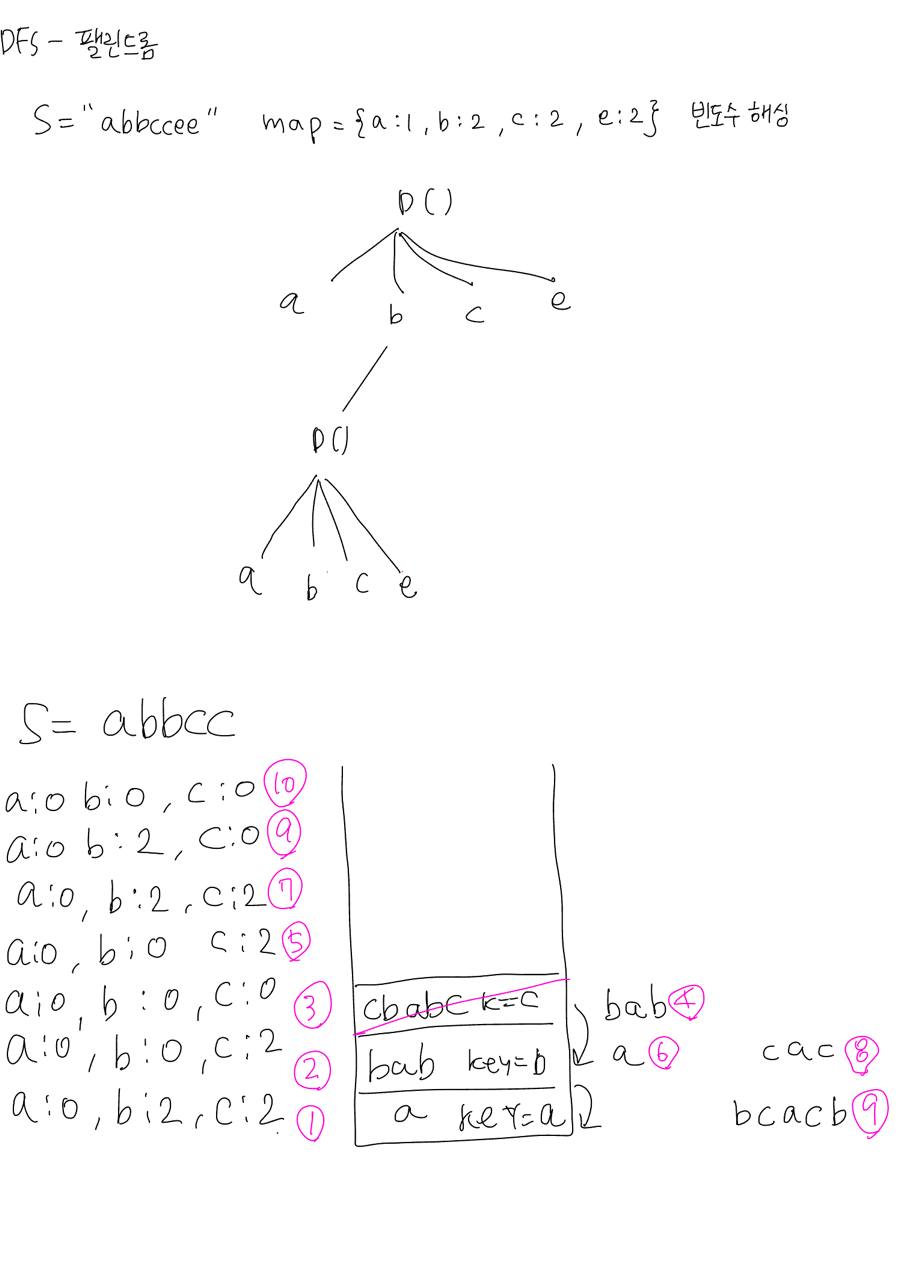 DFS - 팰린드롬
S="abbccee" map={a:1, b:2, c:2, e:2} 빈도수 해싱
D()
a b c e
D()
a b c e
S= abbcc
a:0 b:0, c:0 ⑩
a:0 b:2, c:0 ⑨
a:0, b:2, c:2 ⑦
a:0, b:0 c:2 ⑤
a:0, b:0, c:0 ③ cbabc k=c bab ④
a:0, b:0, c:2 ② bab key=b a ⑥ cac ⑧
a:0, b:2, c:2 ① a key=a bcacb ⑨